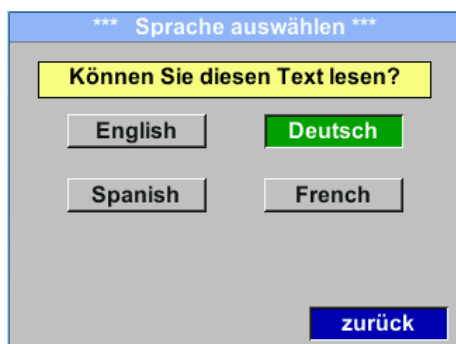 *** Sprache auswählen ***
Können Sie diesen Text lesen?
English Deutsch
Spanish French
zurück